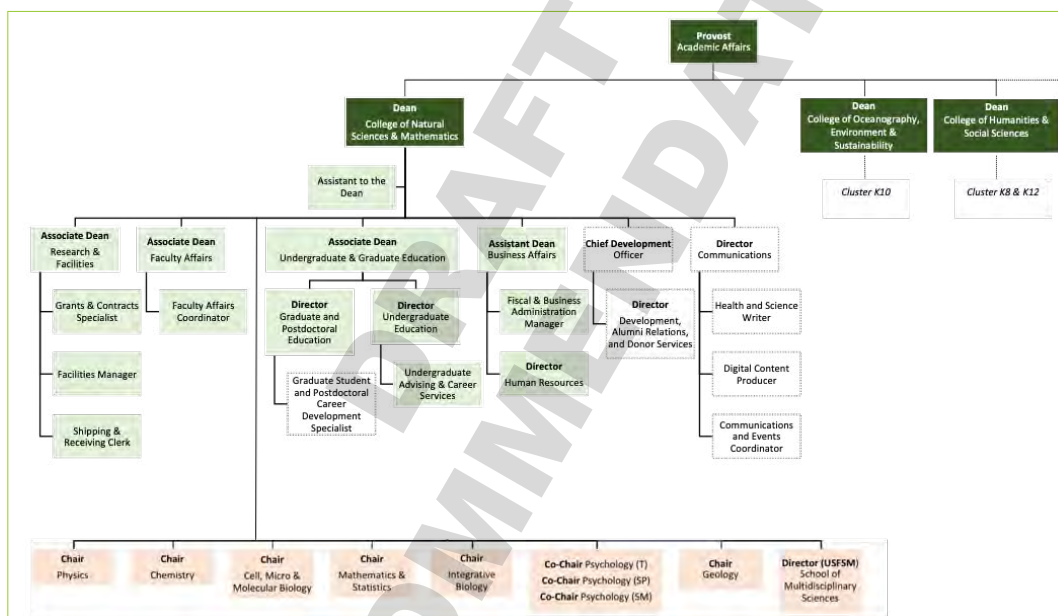 Provost
Academic Affairs
Dean
College of Natural
Sciences & Mathematics
Dean
College of Oceanography,
Environment &
Sustainability
Dean
College of Humanities &
Social Sciences
Assistant to the
Dean
Cluster K10
Cluster K8 & K12
Associate Dean
Research &
Facilities
Associate Dean
Faculty Affairs
Associate Dean
Undergraduate & Graduate Education
Assistant Dean
Business Affairs
Chief Development
Officer
Director
Communications
Grants & Contracts
Specialist
Faculty Affairs
Coordinator
Director
Graduate and
Postdoctoral
Education
Director
Undergraduate
Education
Fiscal & Business
Administration
Manager
Director
Development,
Alumni Relations,
and Donor Services
Health and Science
Writer
Facilities Manager
Graduate Student
and Postdoctoral
Career
Development
Specialist
Undergraduate
Advising & Career
Services
Director
Human Resources
Digital Content
Producer
Shipping &
Receiving Clerk
Communications
and Events
Coordinator
Chair
Physics
Chair
Chemistry
Chair
Cell, Micro &
Molecular Biology
Chair
Mathematics &
Statistics
Chair
Integrative
Biology
Co-Chair Psychology (T)
Co-Chair Psychology (SP)
Co-Chair Psychology (SM)
Chair
Geology
Director (USFSM)
School of
Multidisciplinary
Sciences
DRAFT